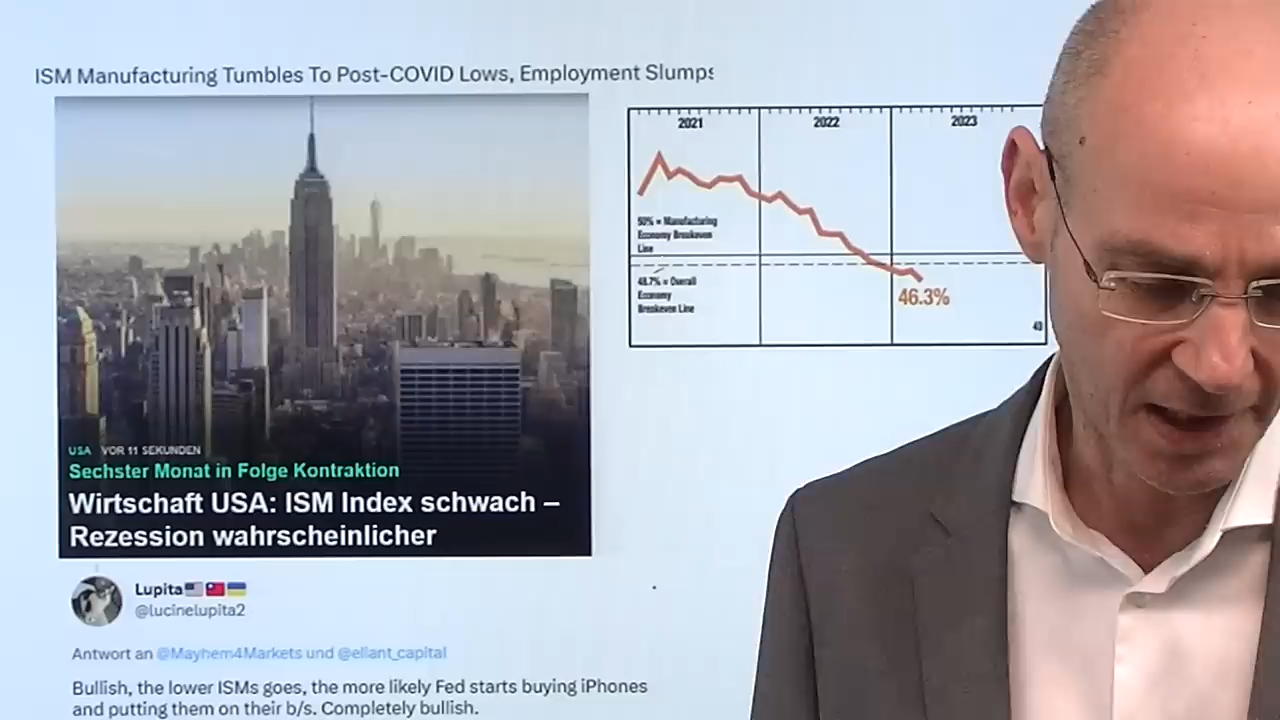 ISM Manufacturing Tumbles To Post-COVID Lows, Employment Slumps
2021
2022
2023
50% = Manufacturing
Economy Breakeven
Line
48.7% = Overall
Economy
Breakeven Line
46.3%
USA VOR 11 SEKUNDEN
Sechster Monat in Folge Kontraktion
Wirtschaft USA: ISM Index schwach –
Rezession wahrscheinlicher
Lupita
@lucinelupita2
Antwort an @Mayhem4Markets und @ellant_capital
Bullish, the lower ISMs goes, the more likely Fed starts buying iPhones
and putting them on their b/s. Completely bullish.